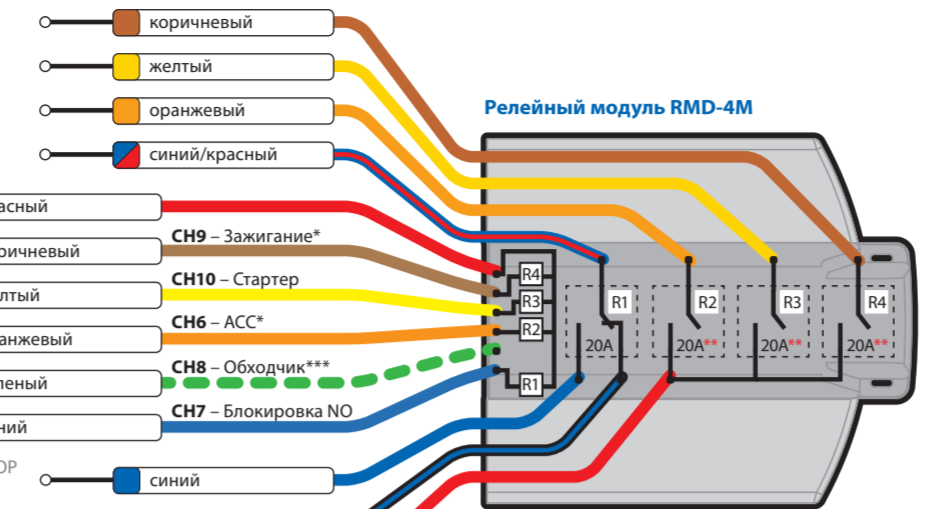 коричневый
желтый
оранжевый
синий/красный
Релейный модуль RMD-4M
асный
CH9 – Зажигание*
ричневый
CH10 – Стартер
лтый
CH6 – ACC*
анжевый
CH8 – Обходчик***
леный
CH7 – Блокировка NO
ний
OP
синий
R4
R3
R2
R1
R1
R2
R3
R4
20A
20A**
20A**
20A**